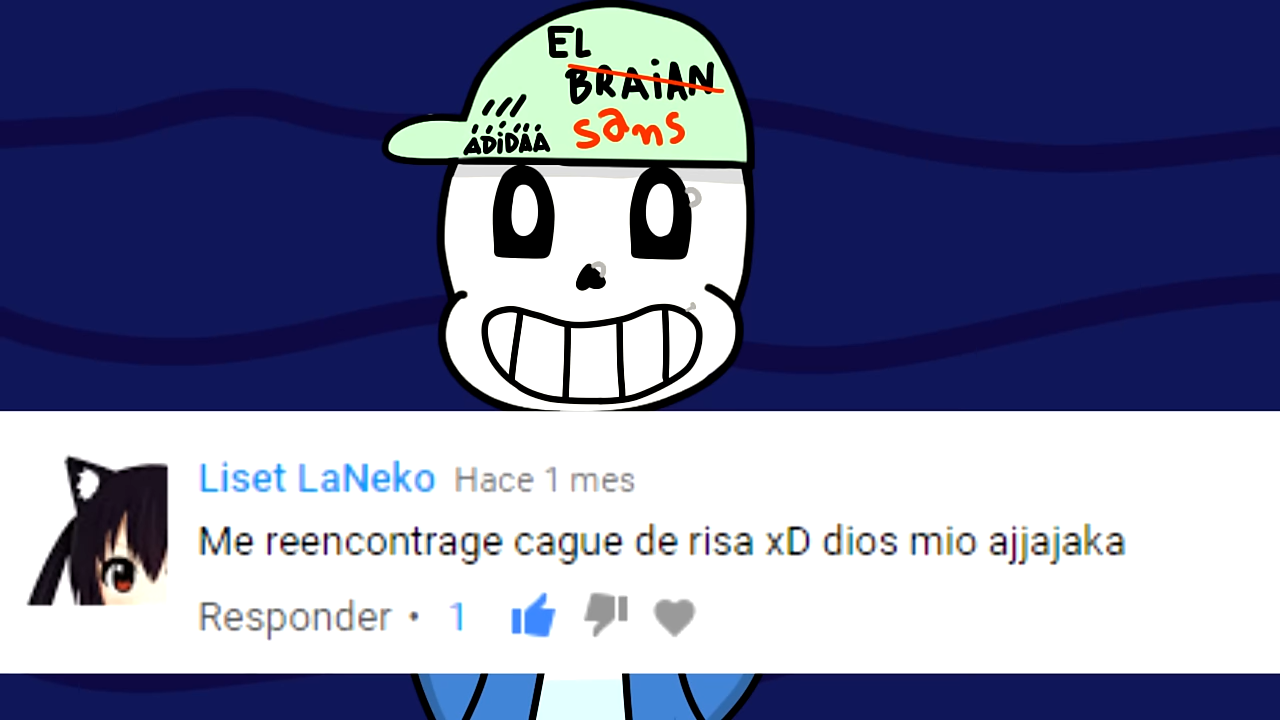 EL
BRAiAN
sans
ADiDAA
Liset LaNeko Hace 1 mes
Me reencontrage cague de risa xD dios mio ajjajaka
Responder • 1